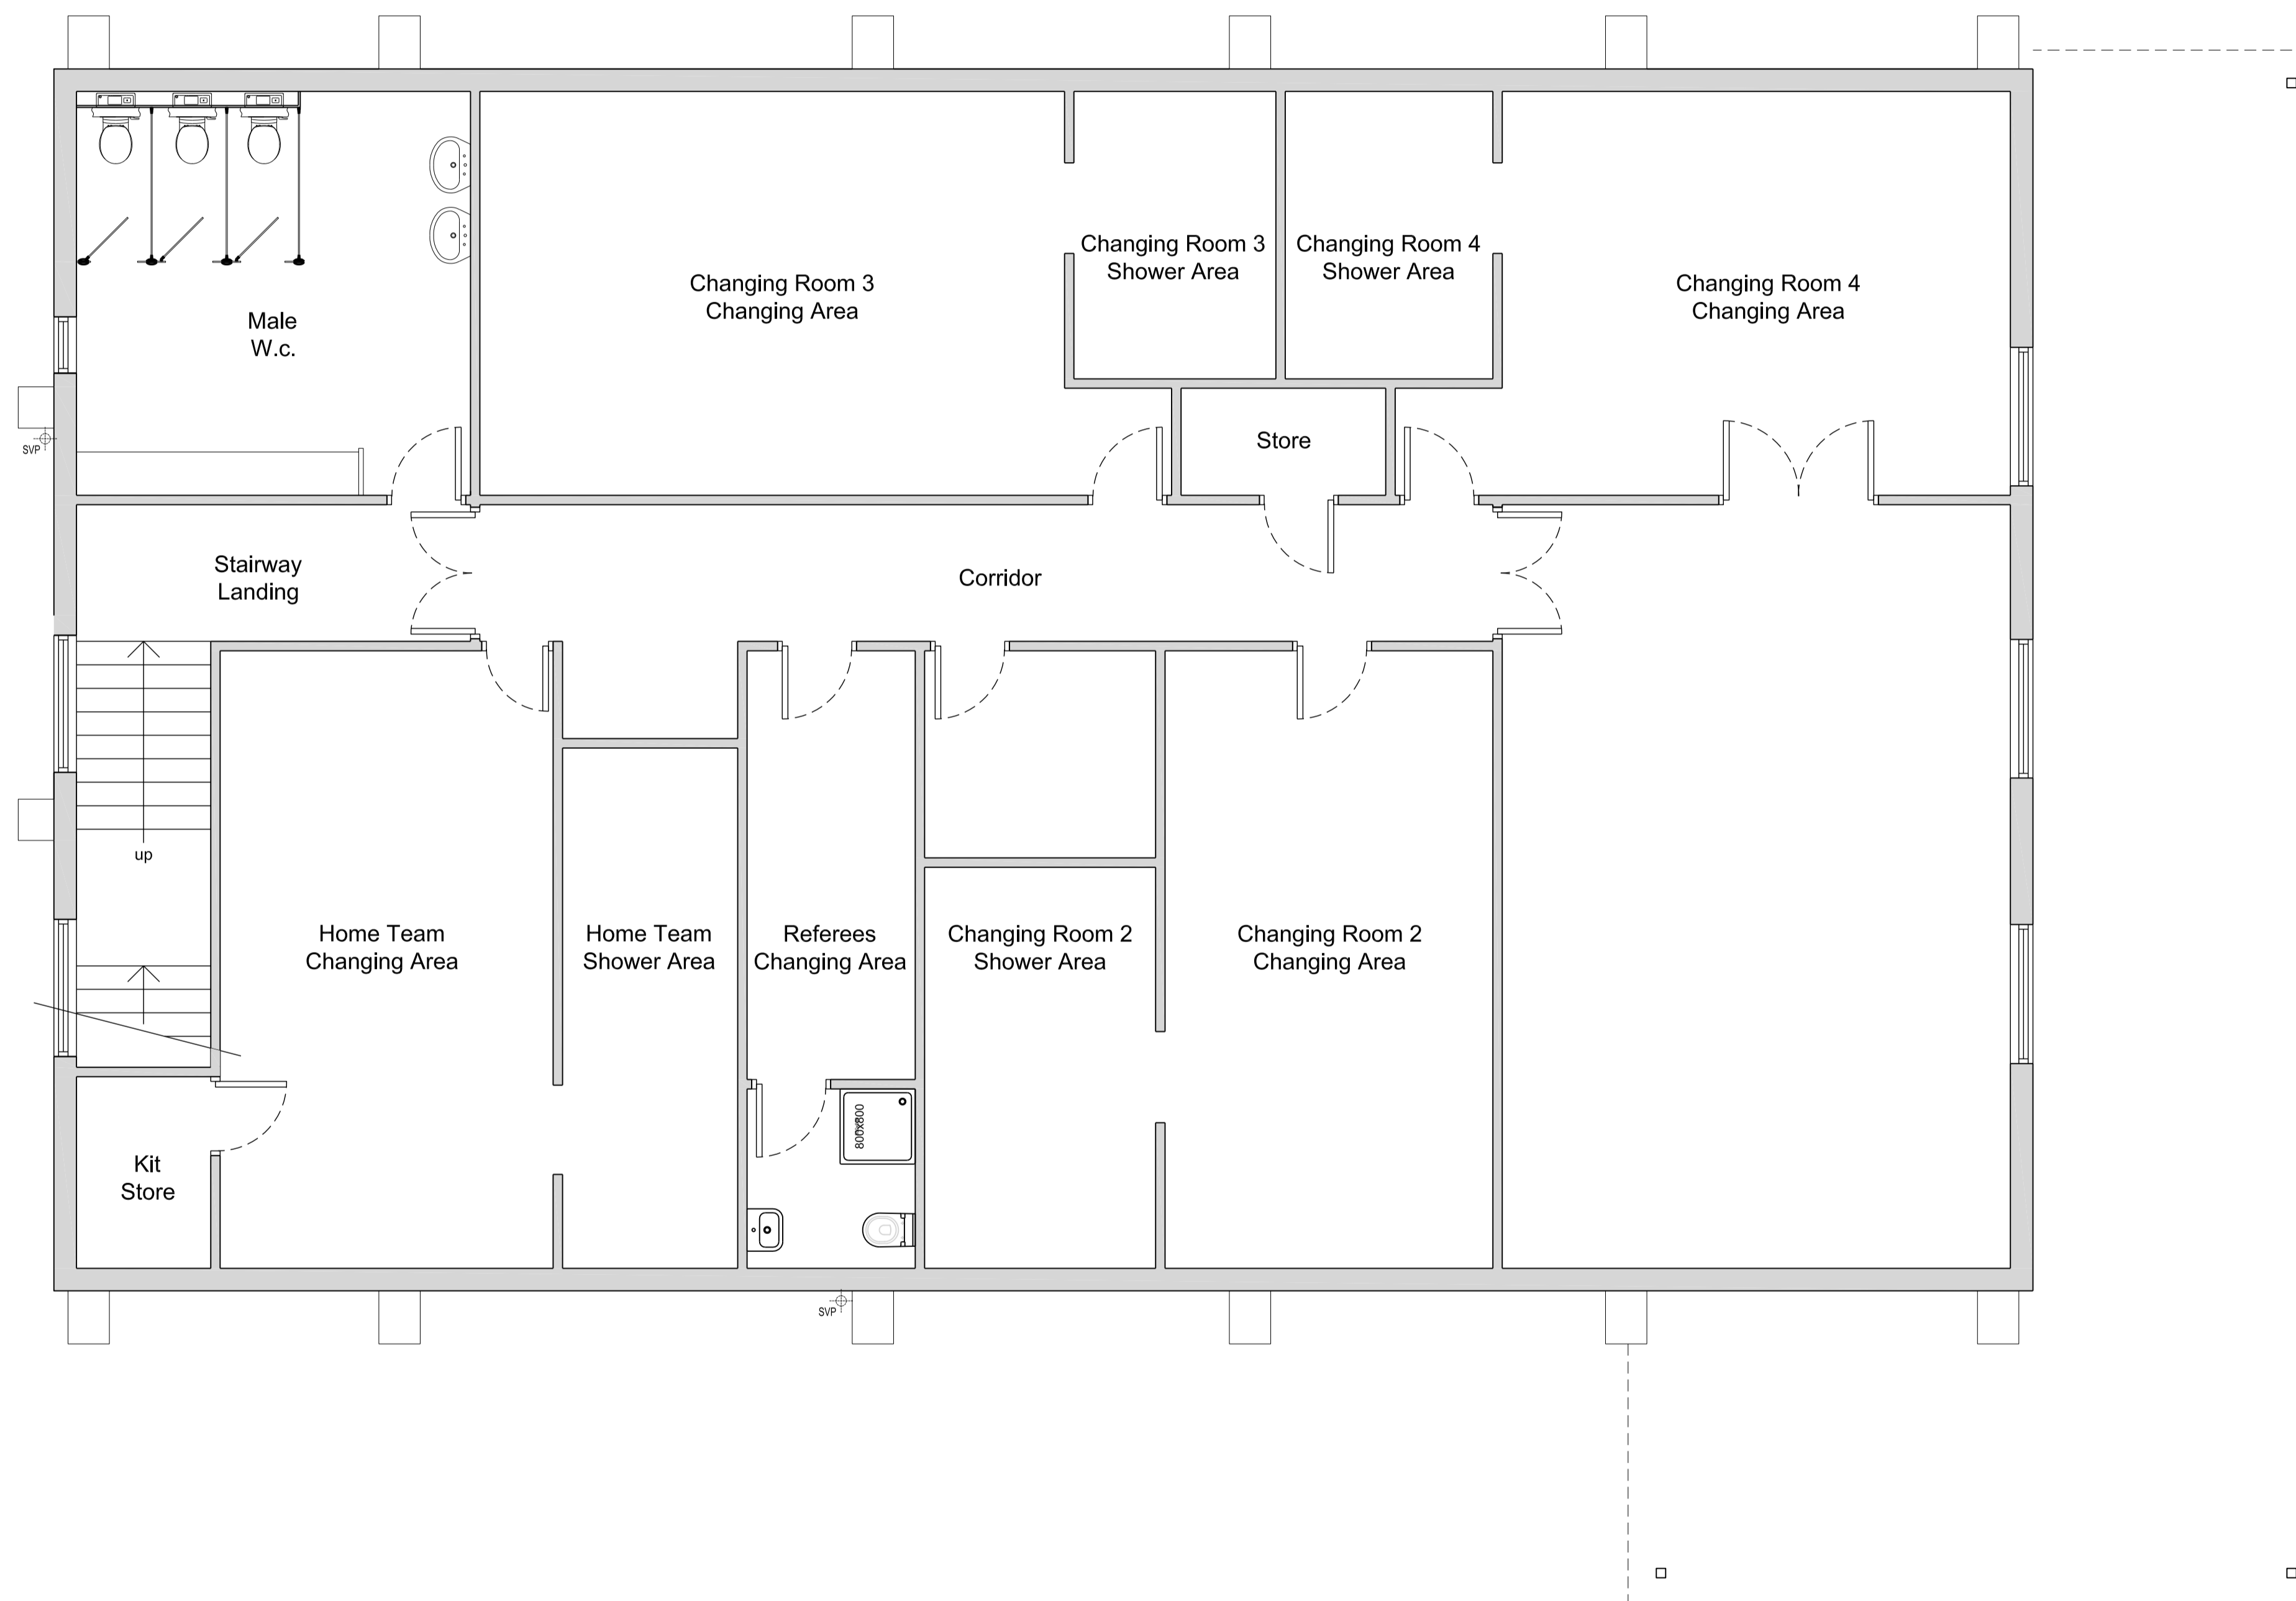 Changing Room 3
Shower Area
Changing Room 4
Shower Area
Changing Room 3
Changing Area
Changing Room 4
Changing Area
Male
W.c.
Store
SVP
Stairway
Landing
Corridor
up
Home Team
Changing Area
Home Team
Shower Area
Referees
Changing Area
Changing Room 2
Shower Area
Changing Room 2
Changing Area
800x800
Kit
Store
SVP